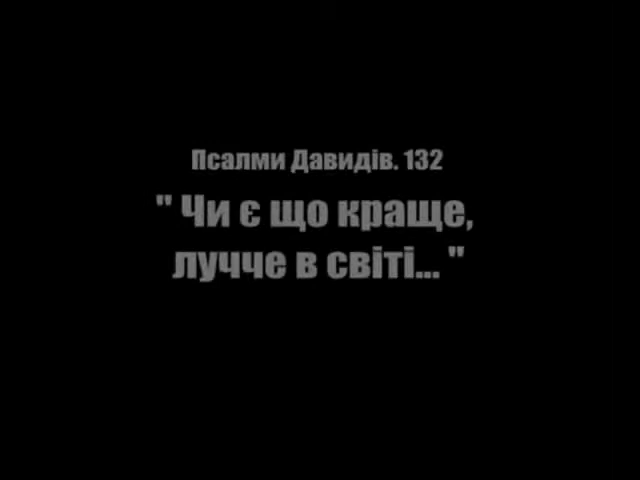 Псалми Давидів. 132
" Чи є що краще,
лучче в світі... "